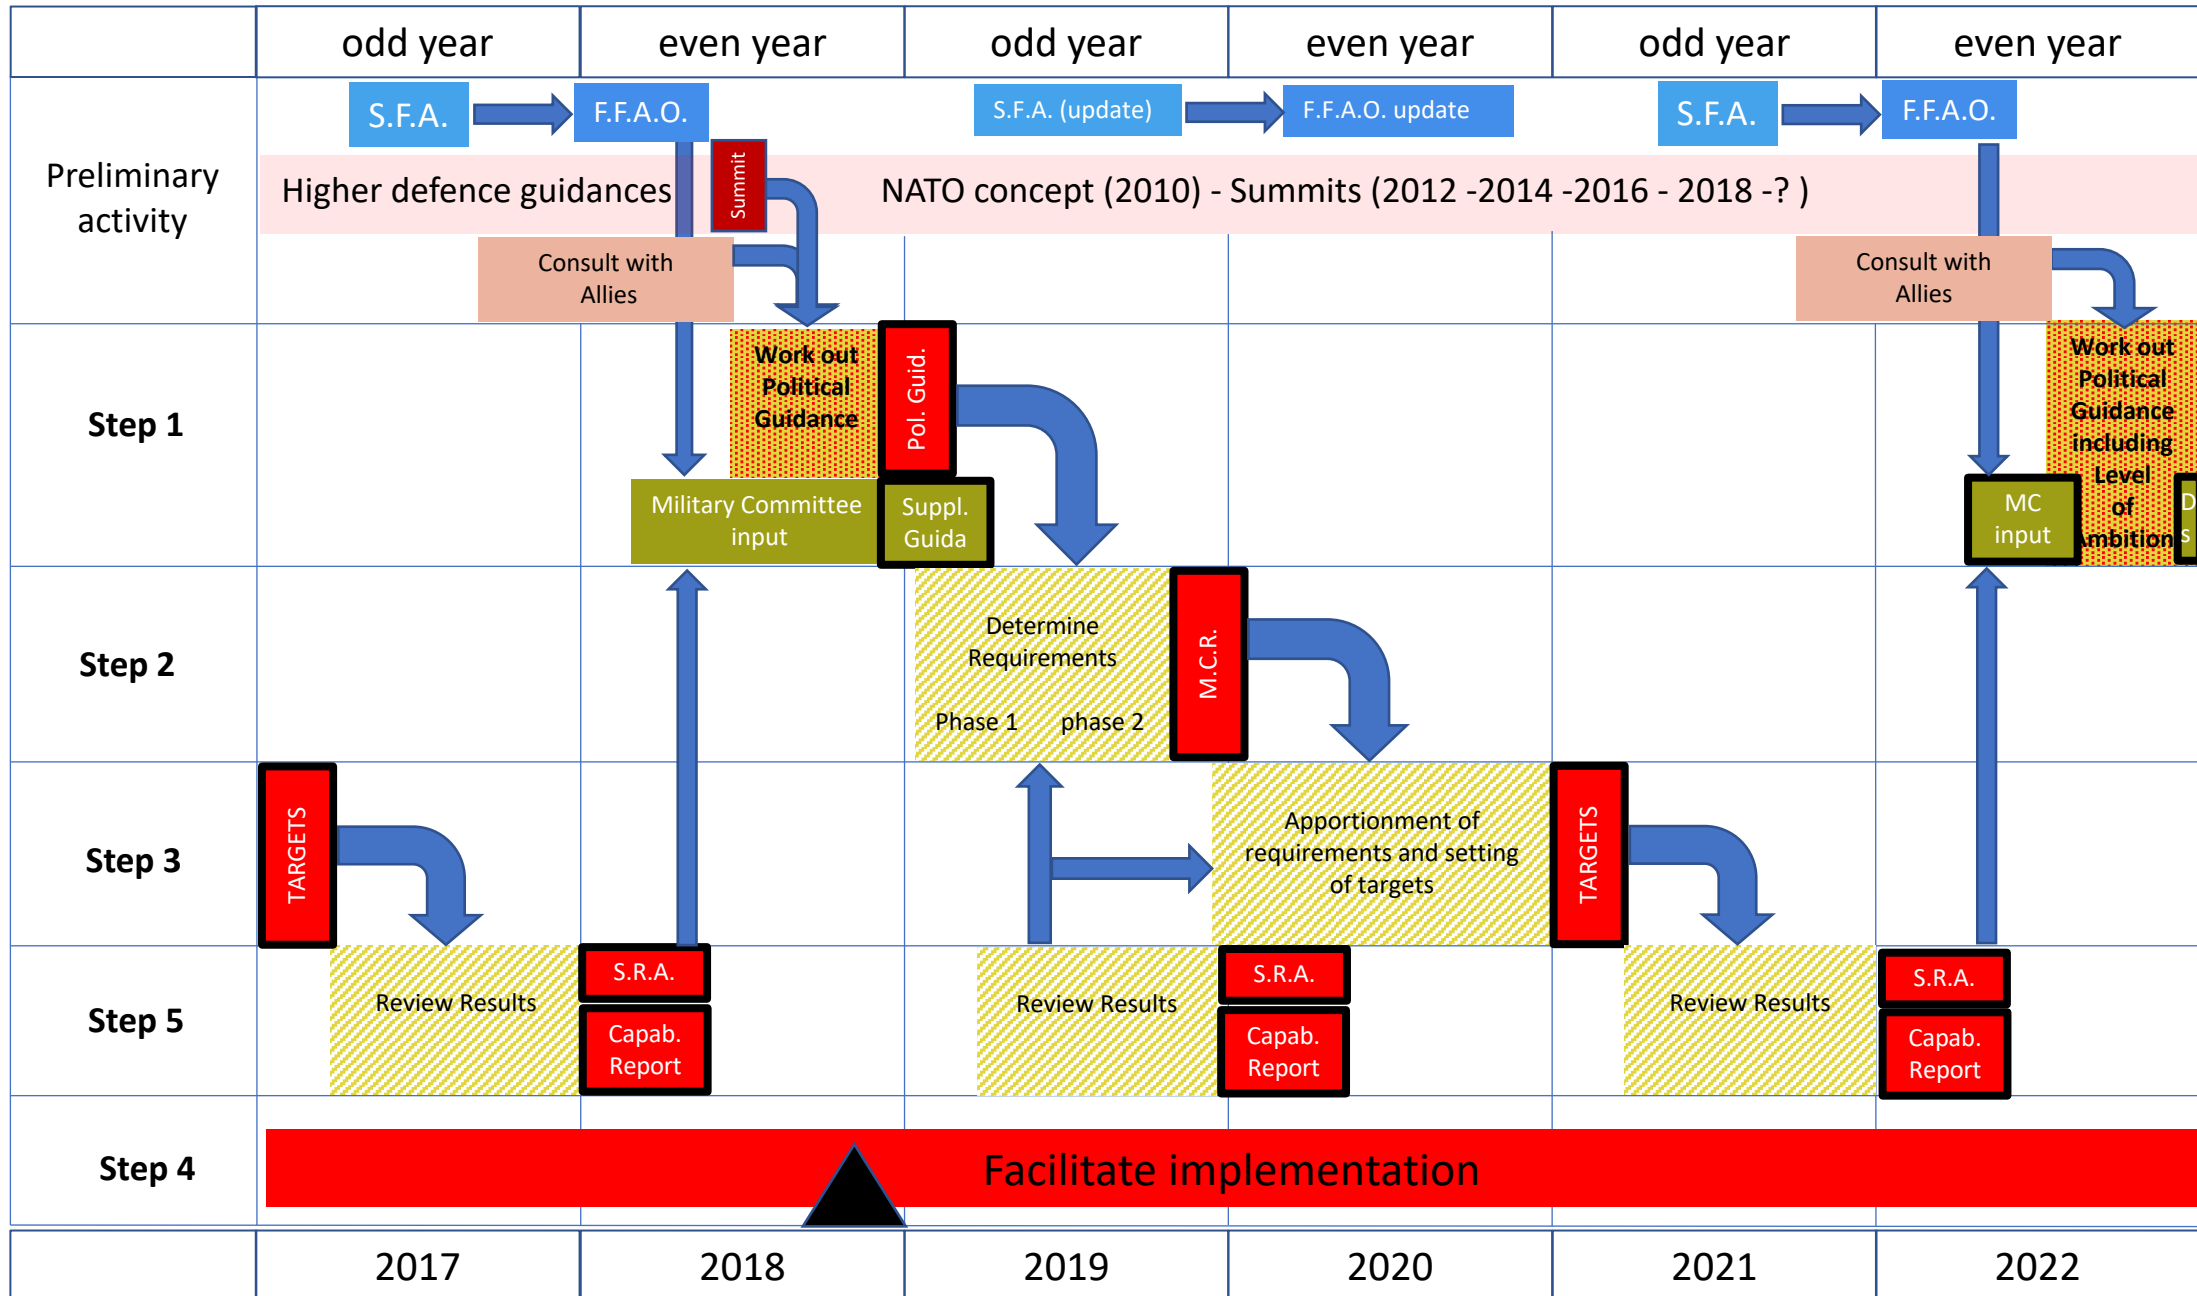 odd year
even year
odd year
even year
odd year
even year
Preliminary
activity
S.F.A.
F.F.A.O.
S.F.A. (update)
F.F.A.O. update
S.F.A.
F.F.A.O.
Summit
Higher defence guidances
NATO concept (2010) - Summits (2012 -2014 -2016 - 2018 -? )
Consult with
Allies
Consult with
Allies
Step 1
Work out
Political
Guidance
Pol. Guid.
Military Committee
input
Suppl.
Guida
Work out
Political
Guidance
including
Level
of
Ambition
MC
input
D
s
Step 2
Determine
Requirements
Phase 1 phase 2
M.C.R.
Step 3
TARGETS
Apportionment of
requirements and setting
of targets
TARGETS
Step 5
Review Results
S.R.A.
Capab.
Report
Review Results
S.R.A.
Capab.
Report
Review Results
S.R.A.
Capab.
Report
Step 4
Facilitate implementation
2017
2018
2019
2020
2021
2022